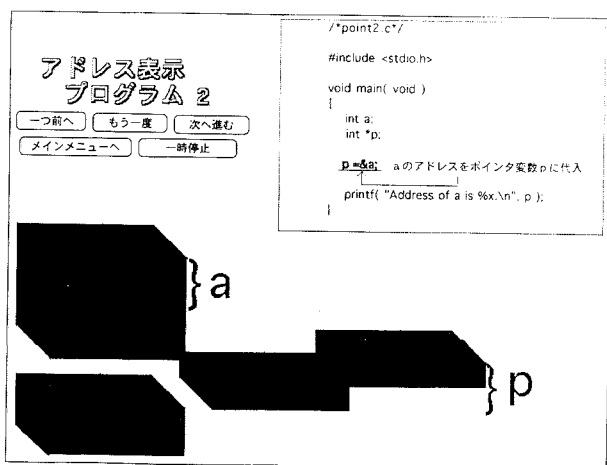 アドレス表示
プログラム 2
一つ前へ もう一度 次へ進む
メインメニューへ 一時停止
/*point2.c*/
#include <stdio.h>
void main( void )
{
int a;
int *p;
p =&a; aのアドレスをポインタ変数pに代入
printf( "Address of a is %x.\n", p );
}
a
p